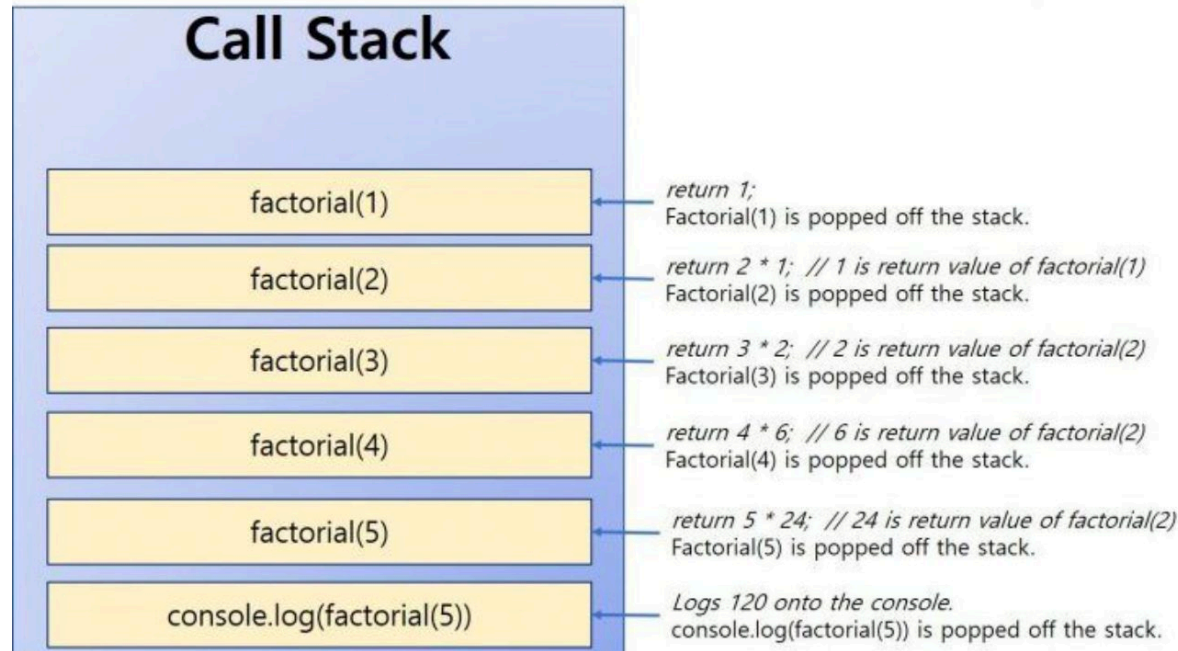 Call Stack
factorial(1)
return 1;
Factorial(1) is popped off the stack.
factorial(2)
return 2 * 1;  // 1 is return value of factorial(1)
Factorial(2) is popped off the stack.
factorial(3)
return 3 * 2;  // 2 is return value of factorial(2)
Factorial(3) is popped off the stack.
factorial(4)
return 4 * 6;  // 6 is return value of factorial(2)
Factorial(4) is popped off the stack.
factorial(5)
return 5 * 24;  // 24 is return value of factorial(2)
Factorial(5) is popped off the stack.
console.log(factorial(5))
Logs 120 onto the console.
console.log(factorial(5)) is popped off the stack.